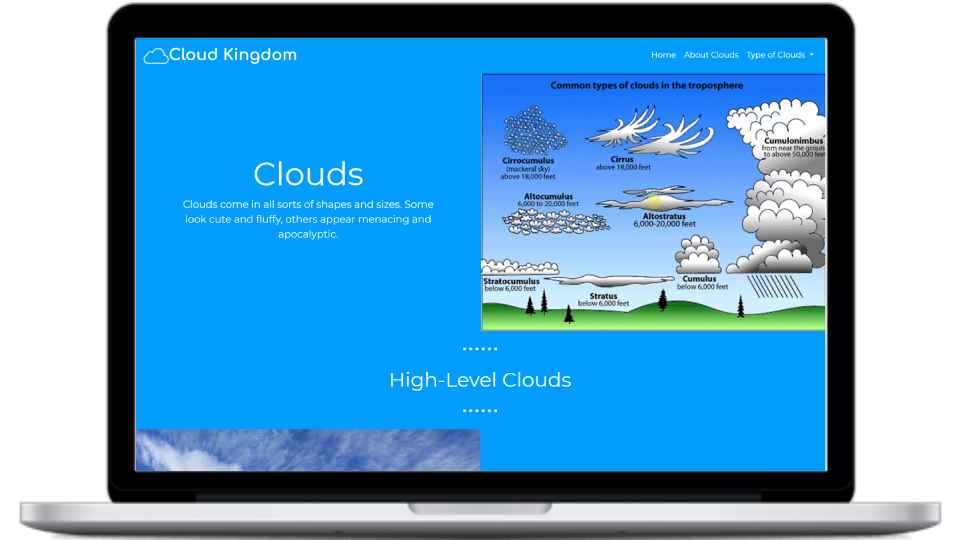 Cloud Kingdom
Home About Clouds Type of Clouds
Common types of clouds in the troposphere
Clouds
Clouds come in all sorts of shapes and sizes. Some
look cute and fluffy, others appear menacing and
apocalyptic.
Cirrocumulus
(mackeral sky)
above 18,000 feet
Cirrus
above 18,000 feet
Cumulonimbus
from near the ground
to above 50,000 feet
Altocumulus
6,000 to 20,000 feet
Altostratus
6,000-20,000 feet
Stratocumulus
below 6,000 feet
Stratus
below 6,000 feet
Cumulus
below 6,000 feet
High-Level Clouds